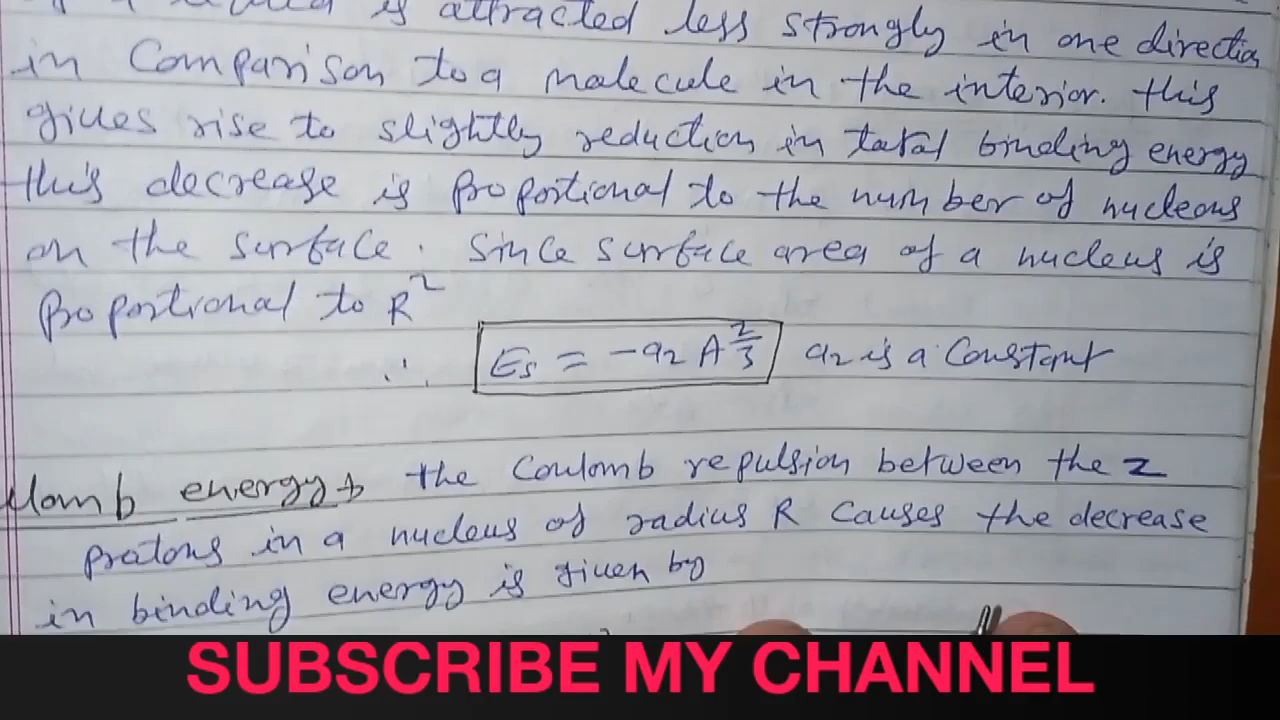 is attracted less strongly in one direction
in Comparison to a molecule in the interior. this
gives rise to slightly reduction in total binding energy
this decrease is proportional to the number of nucleons
on the surface. Since surface area of a nucleus is
proportional to R²
∴ Es = -a₂ A^2/3 a₂ is a Constant
lomb energy → the Coulomb repulsion between the Z
protons in a nucleus of radius R Causes the decrease
in binding energy is given by
SUBSCRIBE MY CHANNEL